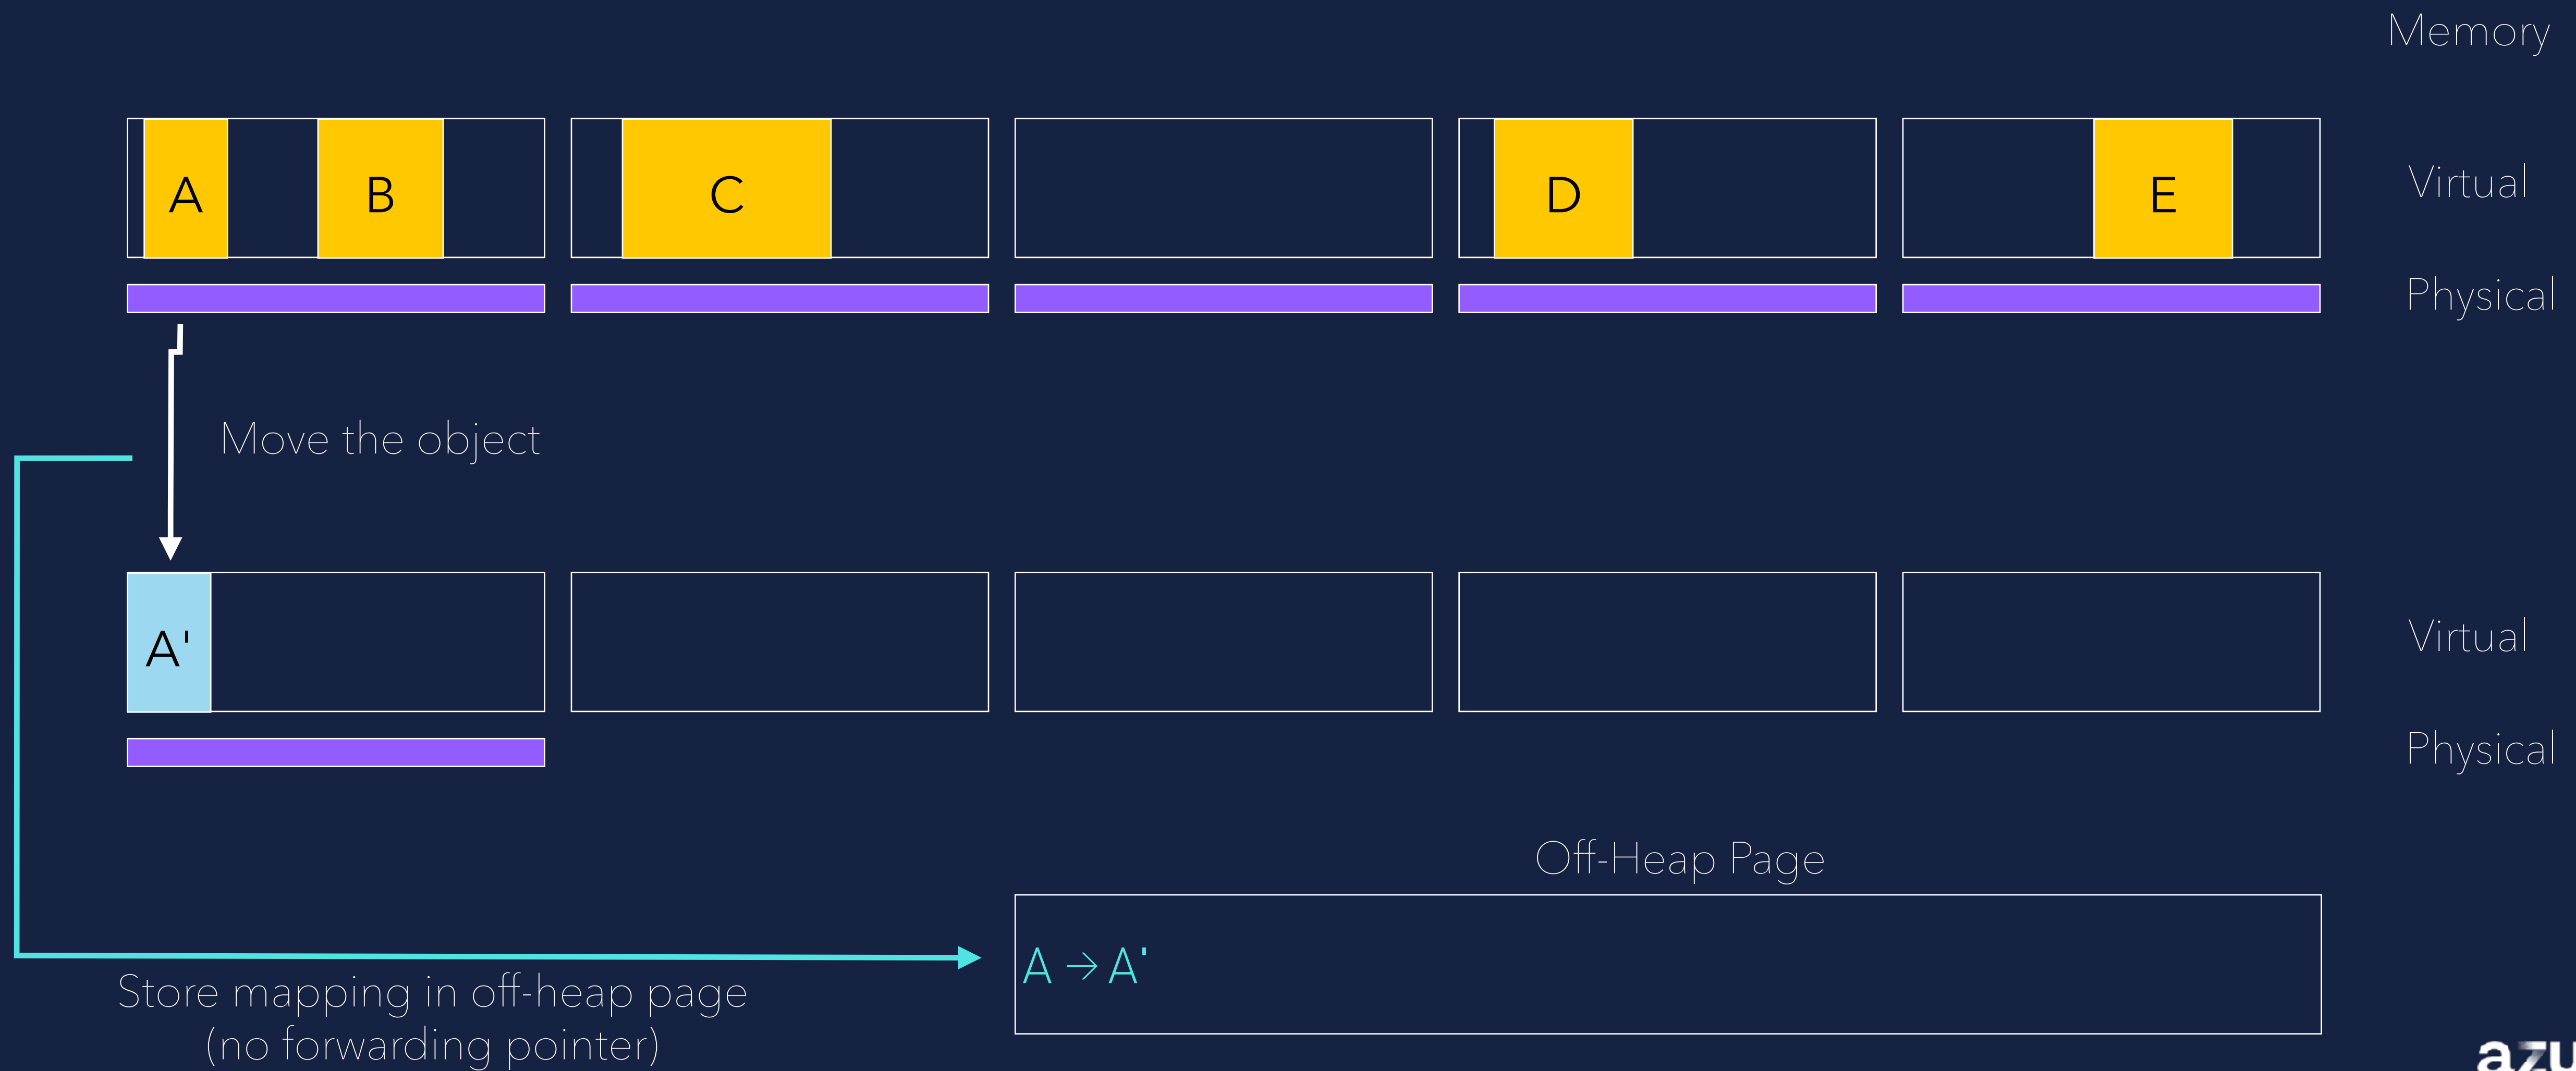 Memory
A B C D E Virtual
Physical
Move the object
A' Virtual
Physical
Off-Heap Page
A → A'
Store mapping in off-heap page
(no forwarding pointer)
azu